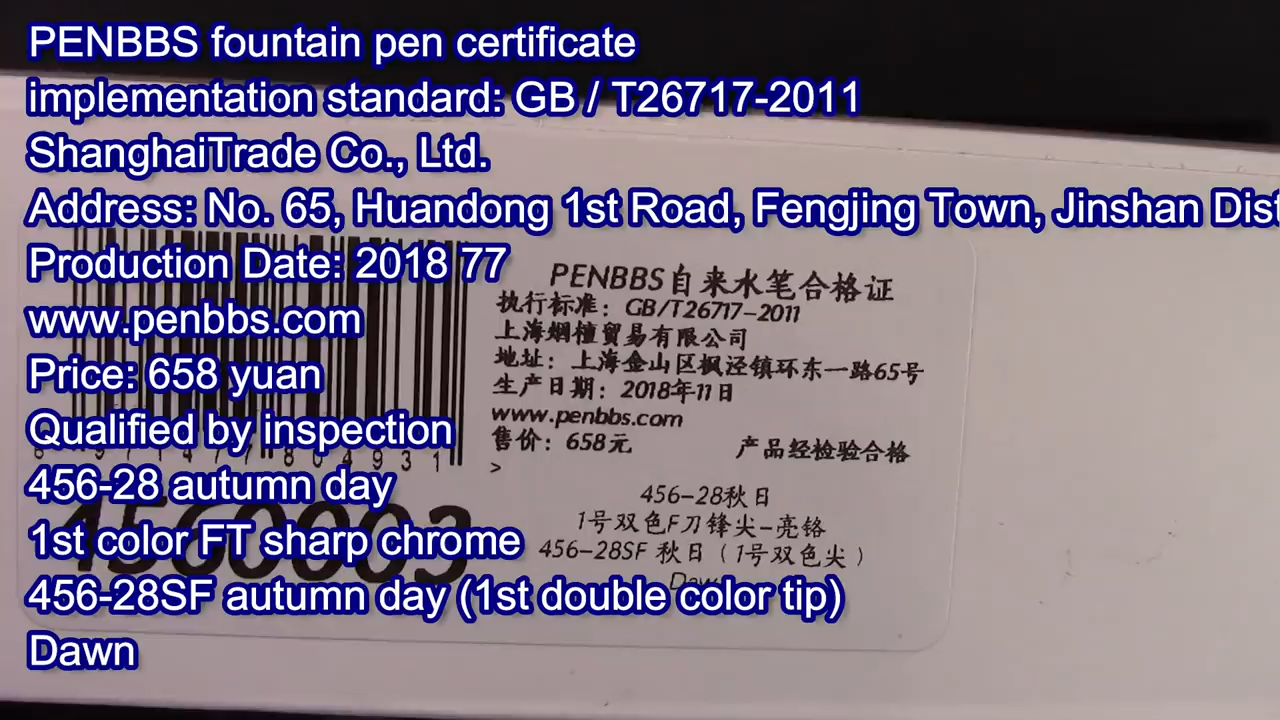 PENBBS fountain pen certificate
implementation standard: GB / T26717-2011
ShanghaiTrade Co., Ltd.
Address: No. 65, Huandong 1st Road, Fengjing Town, Jinshan Dist
Production Date: 2018 77
www.penbbs.com
Price: 658 yuan
Qualified by inspection
456-28 autumn day
1st color FT sharp chrome
456-28SF autumn day (1st double color tip)
Dawn
PENBBS自来水笔合格证
执行标准：GB/T26717-2011
上海烟檀贸易有限公司
地址：上海金山区枫泾镇环东一路65号
生产日期：2018年11日
www.penbbs.com
售价：658元 产品经检验合格
>
456-28秋日
1号双色F刀锋尖-亮铬
456-28SF 秋日（1号双色尖）
4560003